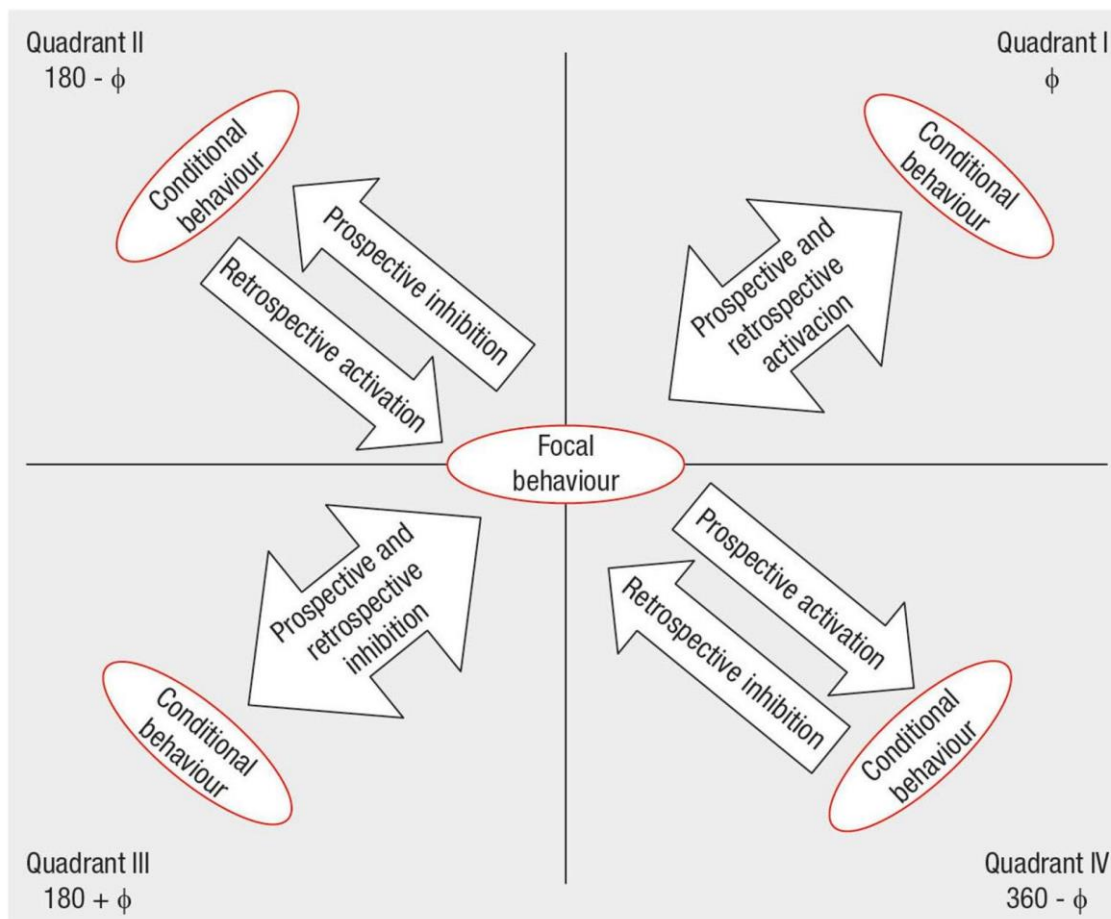 Quadrant II
180 - ϕ
Quadrant I
ϕ
Conditional
behaviour
Prospective inhibition
Retrospective activation
Conditional
behaviour
Prospective and
retrospective
activacion
Focal
behaviour
Prospective and
retrospective
inhibition
Conditional
behaviour
Prospective activation
Retrospective inhibition
Conditional
behaviour
Quadrant III
180 + ϕ
Quadrant IV
360 - ϕ